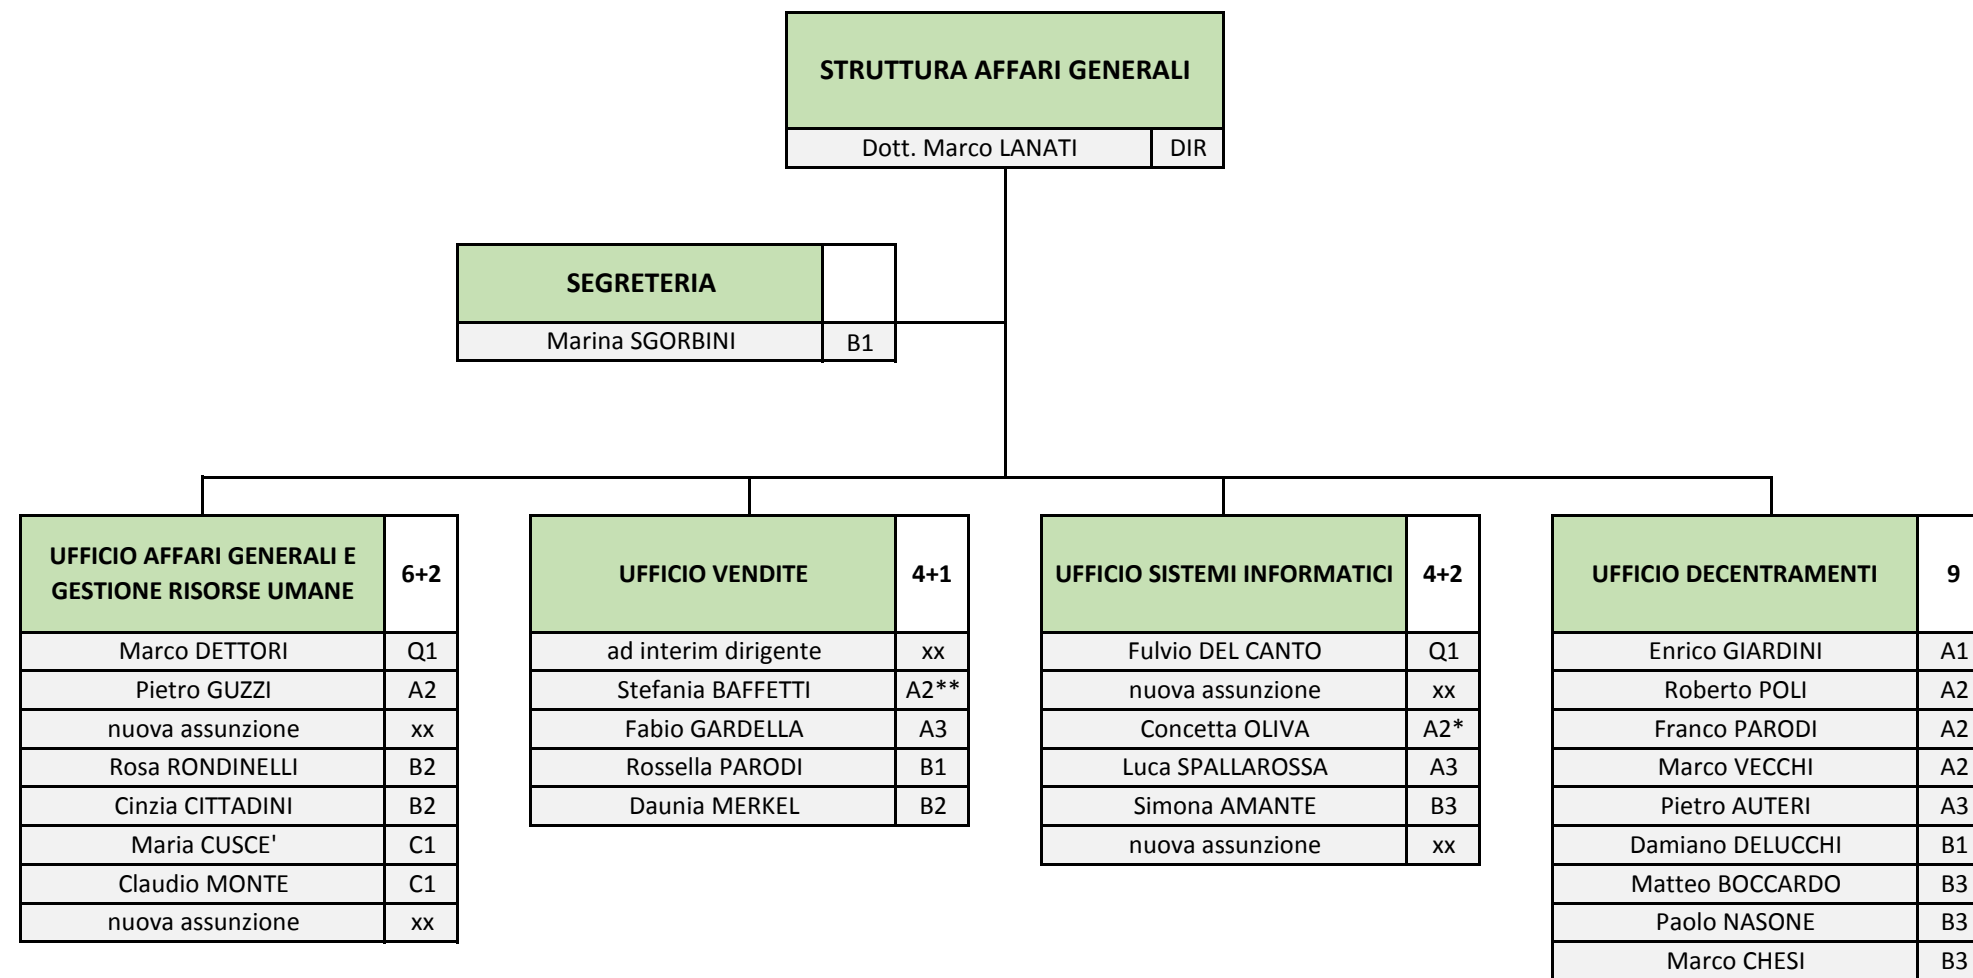 STRUTTURA AFFARI GENERALI
Dott. Marco LANATI DIR
SEGRETERIA
Marina SGORBINI B1
UFFICIO AFFARI GENERALI E
GESTIONE RISORSE UMANE
6+2
Marco DETTORI Q1
Pietro GUZZI A2
nuova assunzione xx
Rosa RONDINELLI B2
Cinzia CITTADINI B2
Maria CUSCE' C1
Claudio MONTE C1
nuova assunzione xx
UFFICIO VENDITE 4+1
ad interim dirigente xx
Stefania BAFFETTI A2**
Fabio GARDELLA A3
Rossella PARODI B1
Daunia MERKEL B2
UFFICIO SISTEMI INFORMATICI 4+2
Fulvio DEL CANTO Q1
nuova assunzione xx
Concetta OLIVA A2*
Luca SPALLAROSSA A3
Simona AMANTE B3
nuova assunzione xx
UFFICIO DECENTRAMENTI 9
Enrico GIARDINI A1
Roberto POLI A2
Franco PARODI A2
Marco VECCHI A2
Pietro AUTERI A3
Damiano DELUCCHI B1
Matteo BOCCARDO B3
Paolo NASONE B3
Marco CHESI B3